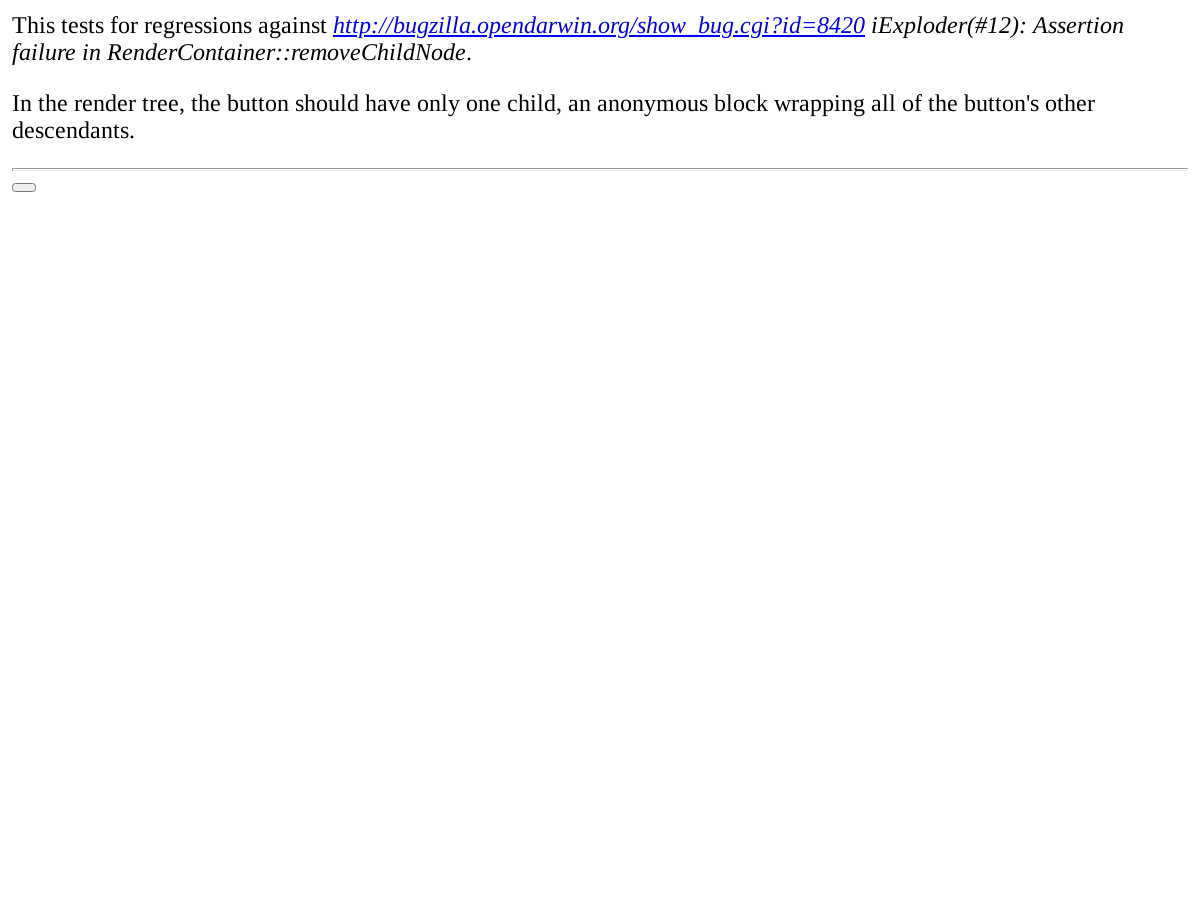 This tests for regressions against http://bugzilla.opendarwin.org/show_bug.cgi?id=8420 iExploder(#12): Assertion
failure in RenderContainer::removeChildNode.
In the render tree, the button should have only one child, an anonymous block wrapping all of the button's other
descendants.